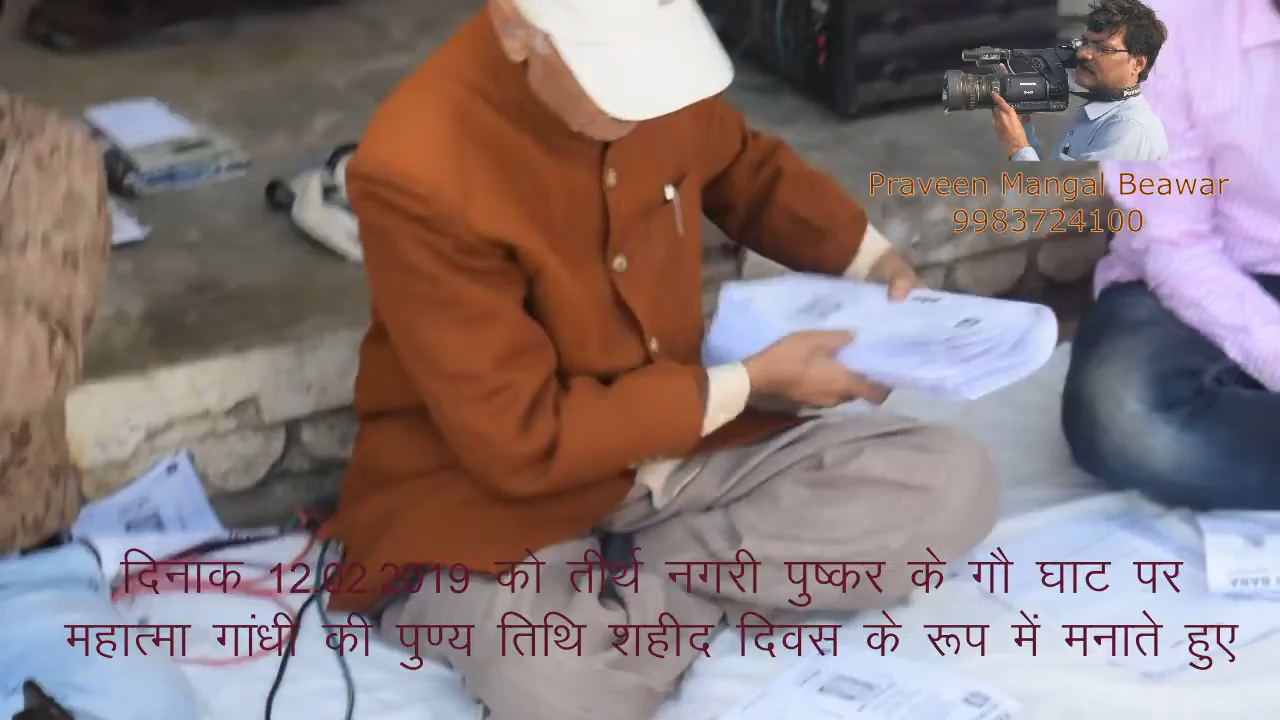 Praveen Mangal Beawar
9983724100
दिनाक 12.02.2019 को तीर्थ नगरी पुष्कर के गौ घाट पर
महात्मा गांधी की पुण्य तिथि शहीद दिवस के रूप में मनाते हुए